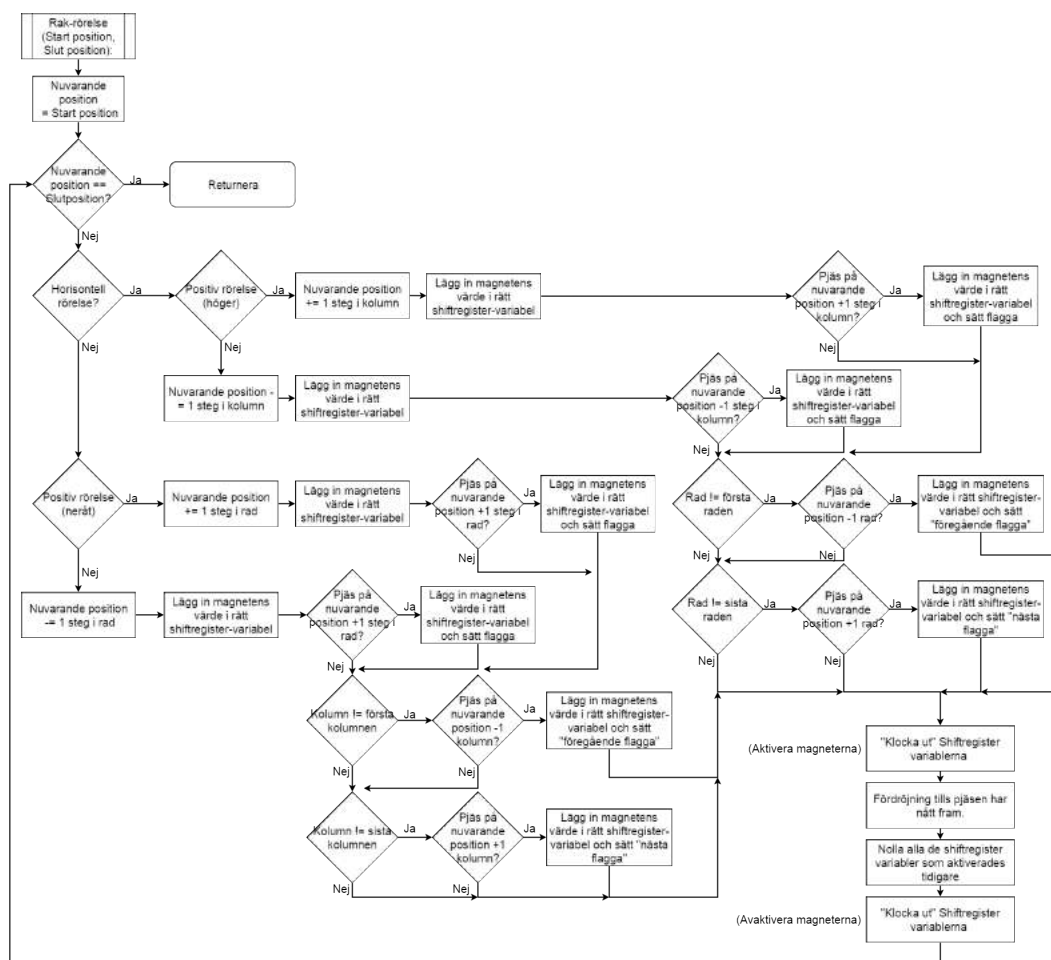 Rak-rörelse
(Start position,
Slut position):
Nuvarande
position
= Start position
Nuvarande
position ==
Slutposition?
Ja
Returnera
Nej
Horisontell
rörelse?
Ja
Positiv rörelse
(höger)
Ja
Nuvarande position
+= 1 steg i kolumn
Lägg in magnetens
värde i rätt
shiftregister-variabel
Pjäs på
nuvarande
position +1 steg i
kolumn?
Ja
Lägg in magnetens
värde i rätt
shiftregister-variabel
och sätt flagga
Nej
Nej
Nej
Nuvarande position -
= 1 steg i kolumn
Lägg in magnetens
värde i rätt
shiftregister-variabel
Pjäs på
nuvarande
position -1 steg i
kolumn?
Ja
Lägg in magnetens
värde i rätt
shiftregister-variabel
och sätt flagga
Nej
Positiv rörelse
(neråt)
Ja
Nuvarande position
+= 1 steg i rad
Lägg in magnetens
värde i rätt
shiftregister-variabel
Pjäs på
nuvarande
position +1 steg i
rad?
Ja
Lägg in magnetens
värde i rätt
shiftregister-variabel
och sätt flagga
Rad != första
raden
Ja
Pjäs på
nuvarande
position -1 rad?
Ja
Lägg in magnetens
värde i rätt shiftregister-
variabel och sätt
"föregående flagga"
Nej
Nej
Nej
Nej
Nuvarande position
-= 1 steg i rad
Lägg in magnetens
värde i rätt
shiftregister-variabel
Pjäs på
nuvarande
position +1 steg i
rad?
Ja
Lägg in magnetens
värde i rätt
shiftregister-variabel
och sätt flagga
Rad != sista
raden
Ja
Pjäs på
nuvarande
position +1 rad?
Ja
Lägg in magnetens
värde i rätt shiftregister-
variabel och sätt "nästa
flagga"
Nej
Nej
Nej
Kolumn != första
kolumnen
Ja
Pjäs på
nuvarande
position -1
kolumn?
Ja
Lägg in magnetens
värde i rätt shiftregister-
variabel och sätt
"föregående flagga"
Nej
Nej
Kolumn != sista
kolumnen
Ja
Pjäs på
nuvarande
position +1
kolumn?
Ja
Lägg in magnetens
värde i rätt shiftregister-
variabel och sätt "nästa
flagga"
Nej
Nej
(Aktivera magneterna)
"Klocka ut" Shiftregister
variablerna
Fördröjning tills pjäsen har
nått fram.
Nolla alla de shiftregister
variabler som aktiverades
tidigare
(Avaktivera magneterna)
"Klocka ut" Shiftregister
variablerna